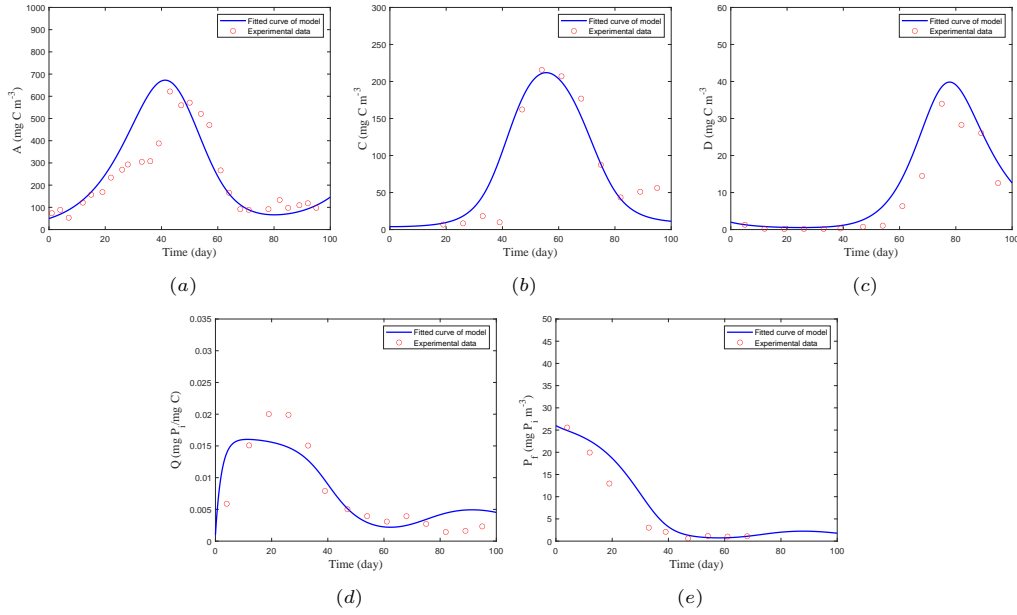 1000
900
800
700
600
500
400
300
200
100
0
A (mg C m⁻³)
0 20 40 60 80 100
Time (day)
Fitted curve of model
Experimental data
(a)
300
250
200
150
100
50
0
C (mg C m⁻³)
0 20 40 60 80 100
Time (day)
Fitted curve of model
Experimental data
(b)
60
50
40
30
20
10
0
D (mg C m⁻³
0 20 40 60 80 100
Time (day)
Fitted curve of model
Experimental data
(c)
0.035
0.03
0.025
0.02
0.015
0.01
0.005
0
Q (mg Pᵢ/mg C)
0 20 40 60 80 100
Time (day)
Fitted curve of model
Experimental data
(d)
50
45
40
35
30
25
20
15
10
5
0
P_f (mg Pᵢ m⁻³)
0 20 40 60 80 100
Time (day)
Fitted curve of model
Experimental data
(e)